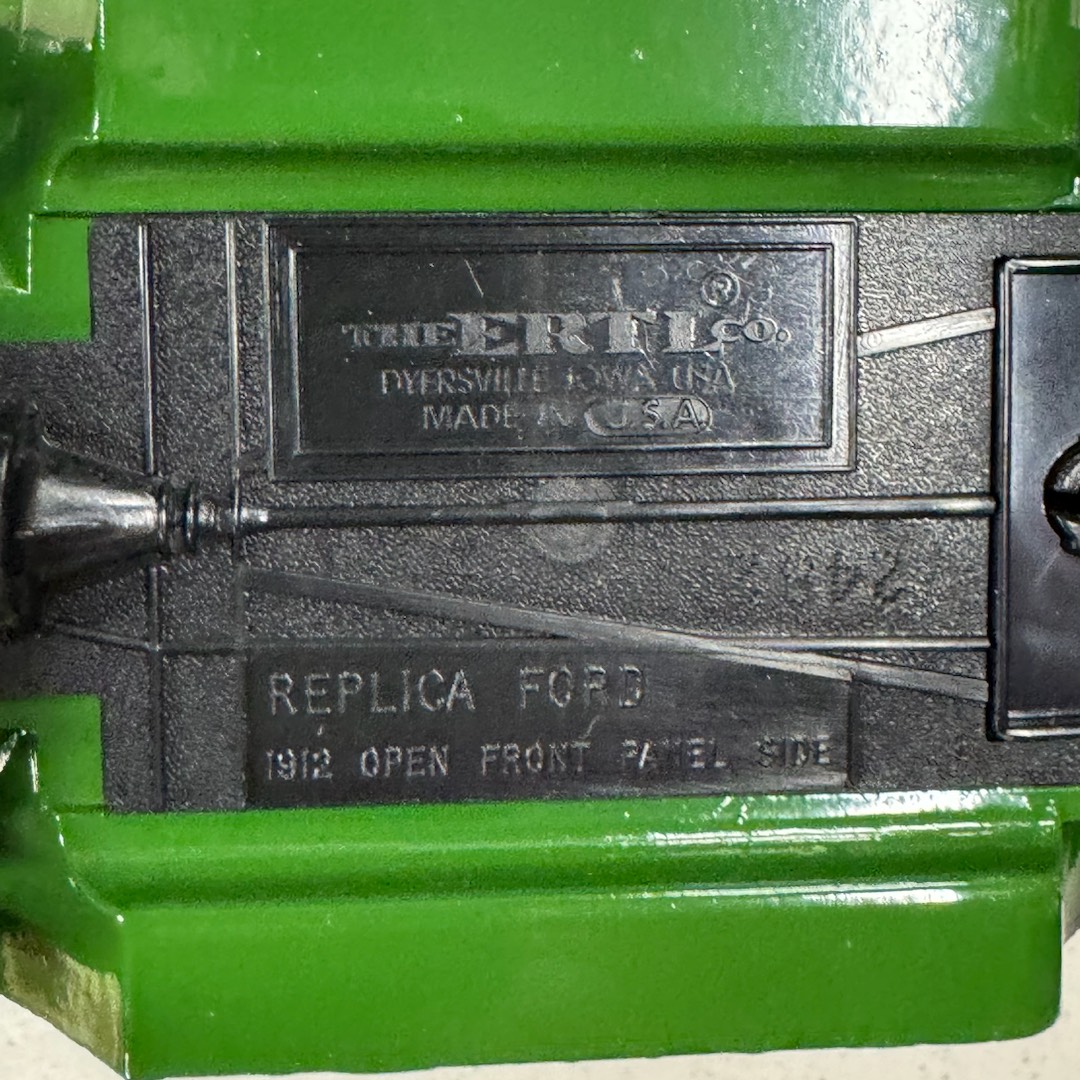 THE ERTL CO. ®
DYERSVILLE IOWA USA
MADE IN U.S.A.
REPLICA FORD
1912 OPEN FRONT PANEL SIDE